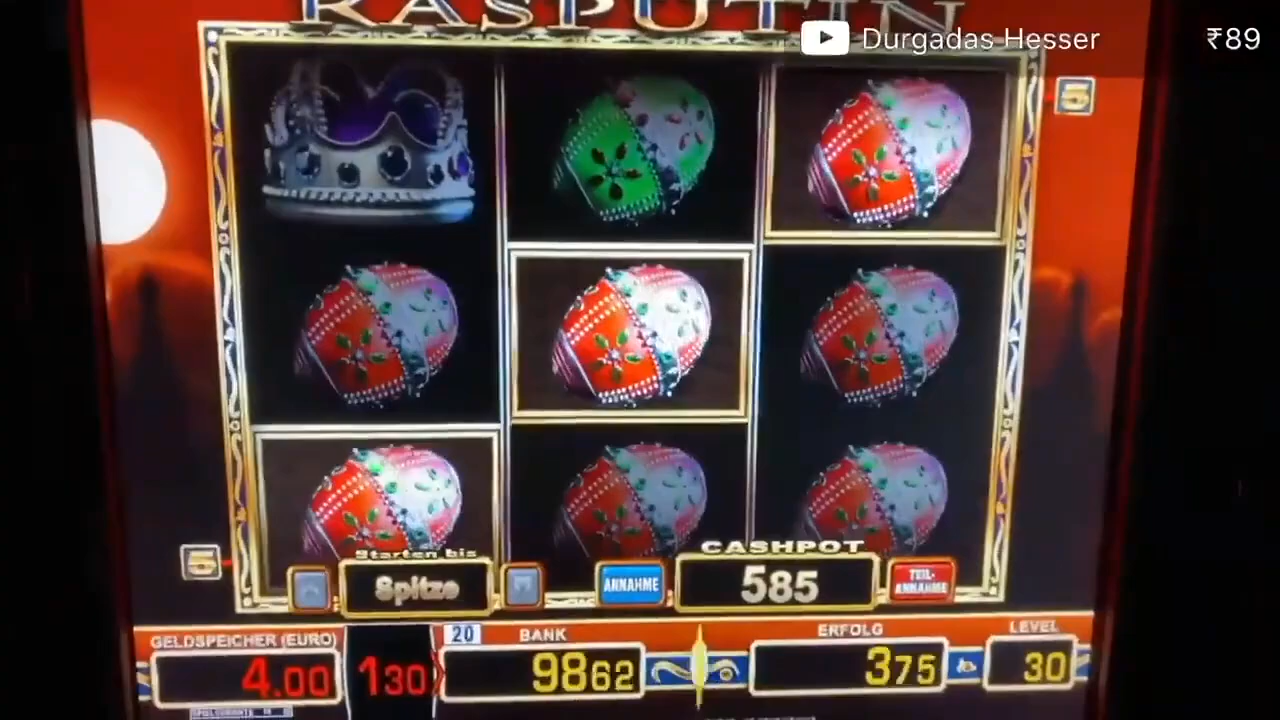 RASPUTIN
Durgadas Hesser
₹89
5
5
Starten bis
Spitze
ANNAHME
CASHPOT
585
TEIL-
ANNAHME
GELDSPEICHER (EURO)
20
BANK
ERFOLG
LEVEL
4.00
130
9862
375
30